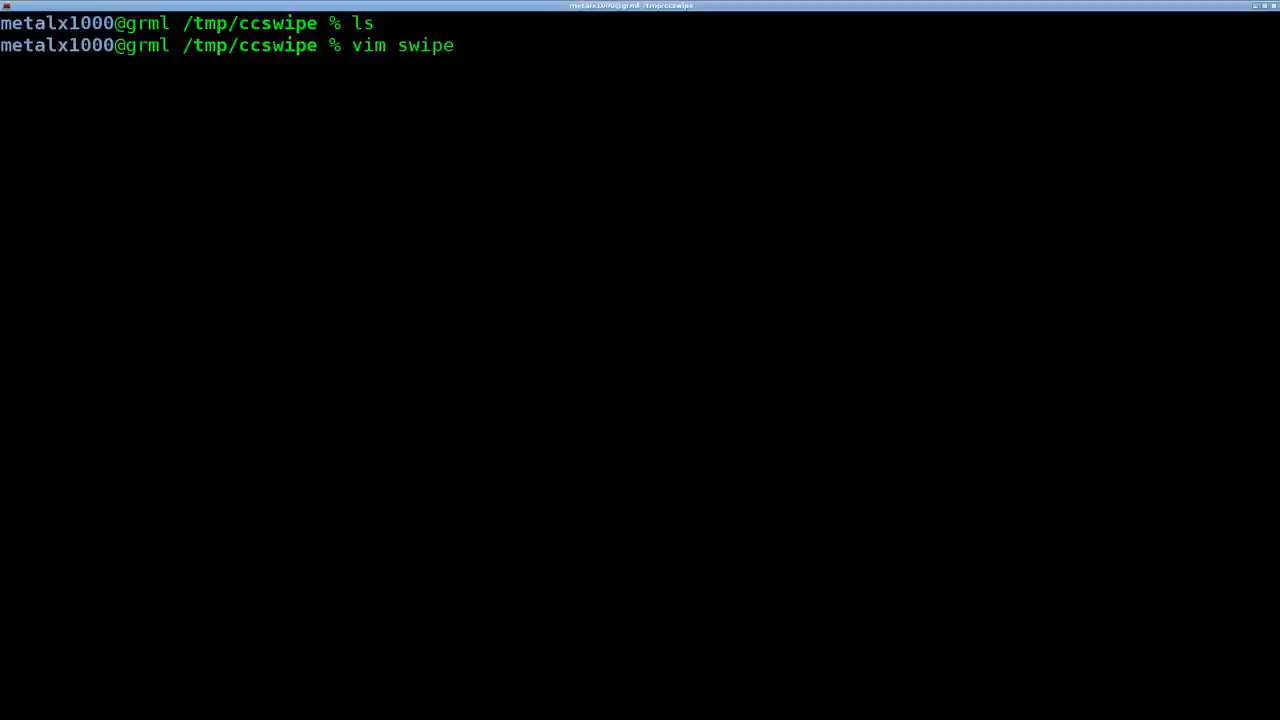 metalx1000@grml: /tmp/ccswipe
metalx1000@grml /tmp/ccswipe % ls
metalx1000@grml /tmp/ccswipe % vim swipe